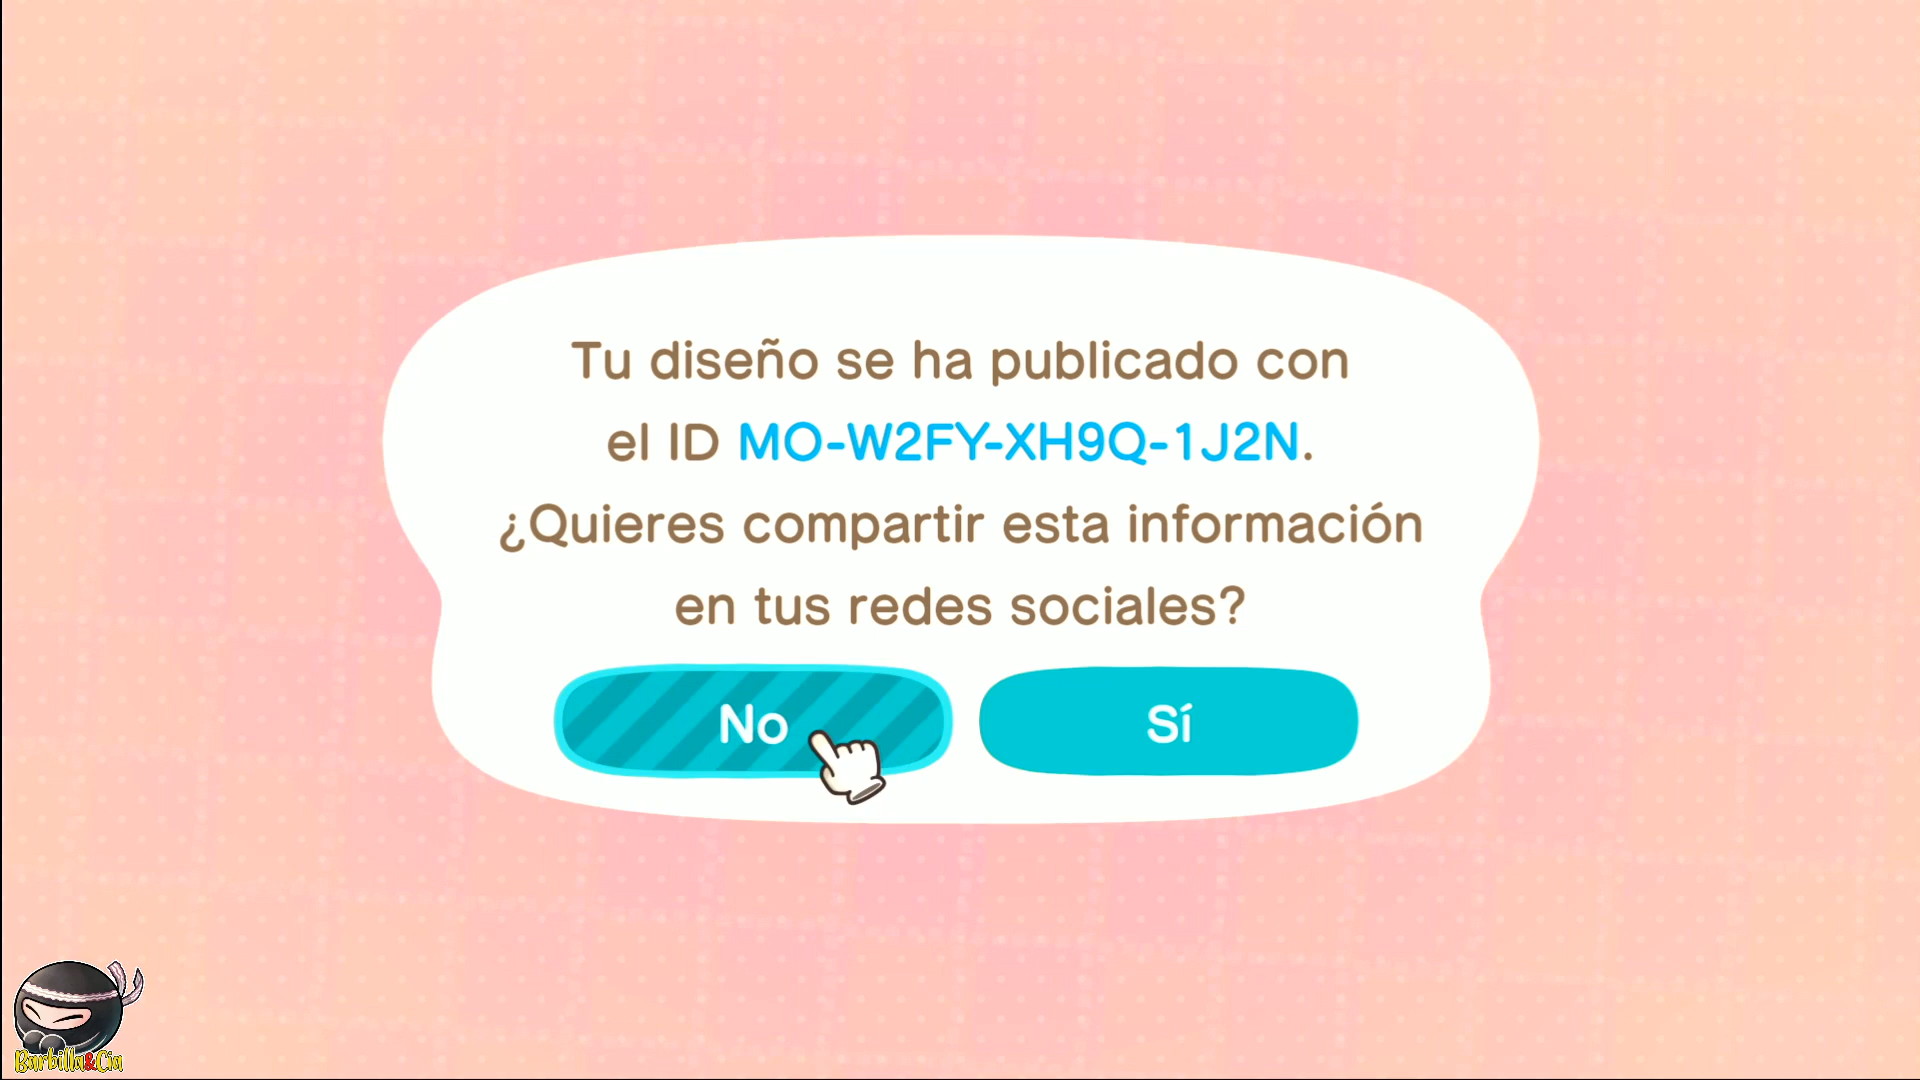 Tu diseño se ha publicado con
el ID MO-W2FY-XH9Q-1J2N.
¿Quieres compartir esta información
en tus redes sociales?
No
Sí
Barbilla&Cia